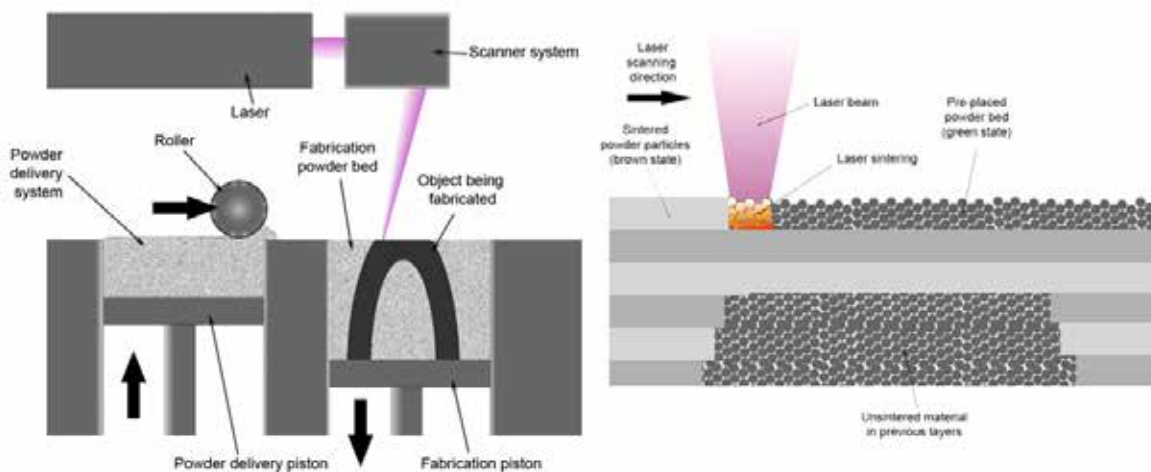 Scanner system
Laser
Roller
Powder
delivery
system
Fabrication
powder bed
Object being
fabricated
Powder delivery piston
Fabrication piston
Laser
scanning
direction
Laser beam
Pre-placed
powder bed
(green state)
Sintered
powder particles
(brown state)
Laser sintering
Unsintered material
in previous layers